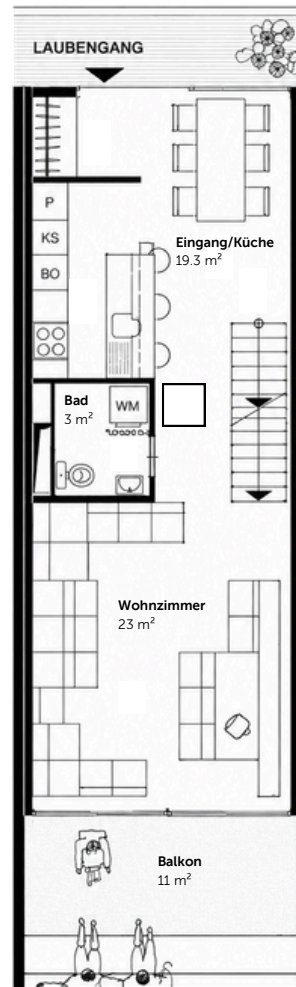 LAUBENGANG
P
KS
BO
Eingang/Küche
19.3 m²
Bad
3 m²
WM
Wohnzimmer
23 m²
Balkon
11 m²